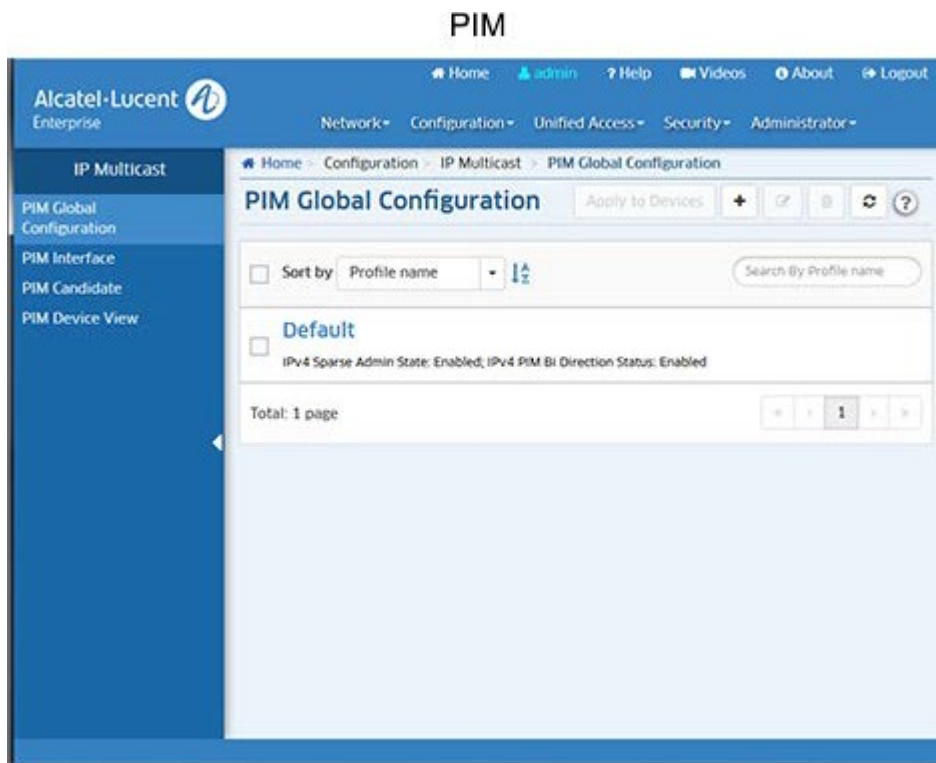 PIM
Home admin ? Help Videos About Logout
Alcatel·Lucent
Enterprise
Network Configuration Unified Access Security Administrator
IP Multicast
PIM Global
Configuration
PIM Interface
PIM Candidate
PIM Device View
Home > Configuration > IP Multicast > PIM Global Configuration
PIM Global Configuration Apply to Devices + ?
Sort by Profile name Search By Profile name
Default
IPv4 Sparse Admin State: Enabled; IPv4 PIM Bi Direction Status: Enabled
Total: 1 page « ‹ 1 › »